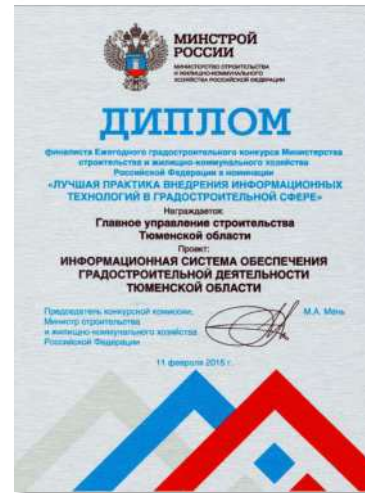 МИНСТРОЙ
РОССИИ
МИНИСТЕРСТВО СТРОИТЕЛЬСТВА
И ЖИЛИЩНО-КОММУНАЛЬНОГО
ХОЗЯЙСТВА РОССИЙСКОЙ ФЕДЕРАЦИИ
ДИПЛОМ
финалиста Ежегодного градостроительного конкурса Министерства
строительства и жилищно-коммунального хозяйства
Российской Федерации в номинации
«ЛУЧШАЯ ПРАКТИКА ВНЕДРЕНИЯ ИНФОРМАЦИОННЫХ
ТЕХНОЛОГИЙ В ГРАДОСТРОИТЕЛЬНОЙ СФЕРЕ»
Награждается:
Главное управление строительства
Тюменской области
Проект:
ИНФОРМАЦИОННАЯ СИСТЕМА ОБЕСПЕЧЕНИЯ
ГРАДОСТРОИТЕЛЬНОЙ ДЕЯТЕЛЬНОСТИ
ТЮМЕНСКОЙ ОБЛАСТИ
Председатель конкурсной комиссии, М.А. Мень
Министр строительства
и жилищно-коммунального хозяйства
Российской Федерации
11 февраля 2016 г.